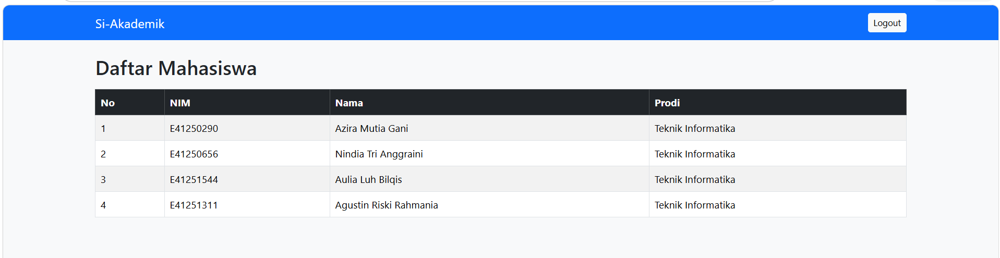 Si-Akademik Logout
Daftar Mahasiswa
No NIM Nama Prodi
1 E41250290 Azira Mutia Gani Teknik Informatika
2 E41250656 Nindia Tri Anggraini Teknik Informatika
3 E41251544 Aulia Luh Bilqis Teknik Informatika
4 E41251311 Agustin Riski Rahmania Teknik Informatika